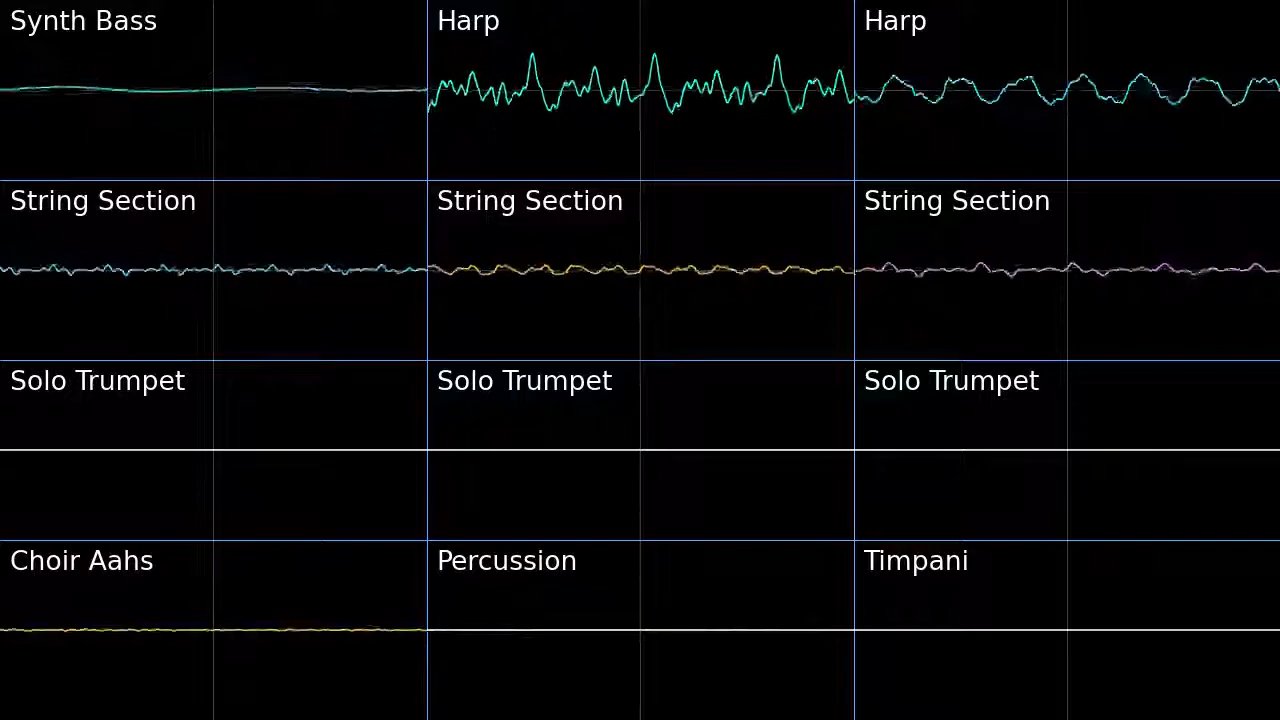 Synth Bass
Harp
Harp
String Section
String Section
String Section
Solo Trumpet
Solo Trumpet
Solo Trumpet
Choir Aahs
Percussion
Timpani